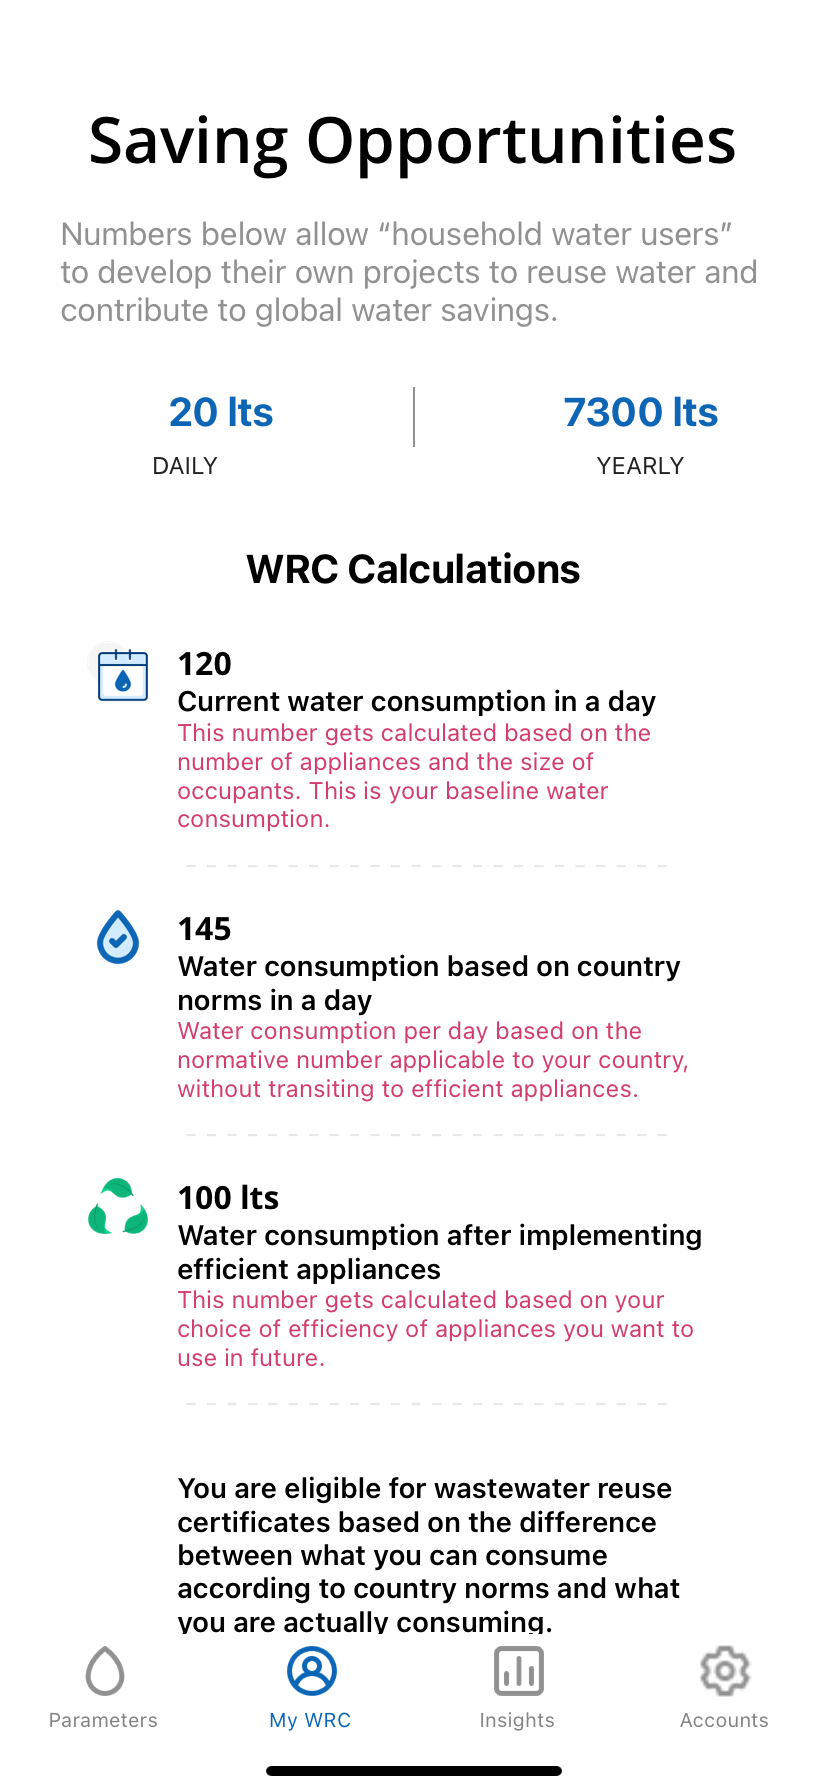 Saving Opportunities
Numbers below allow “household water users”
to develop their own projects to reuse water and
contribute to global water savings.
20 lts
DAILY
7300 lts
YEARLY
WRC Calculations
120
Current water consumption in a day
This number gets calculated based on the
number of appliances and the size of
occupants. This is your baseline water
consumption.
145
Water consumption based on country
norms in a day
Water consumption per day based on the
normative number applicable to your country,
without transiting to efficient appliances.
100 lts
Water consumption after implementing
efficient appliances
This number gets calculated based on your
choice of efficiency of appliances you want to
use in future.
You are eligible for wastewater reuse
certificates based on the difference
between what you can consume
according to country norms and what
you are actually consuming.
Parameters
My WRC
Insights
Accounts